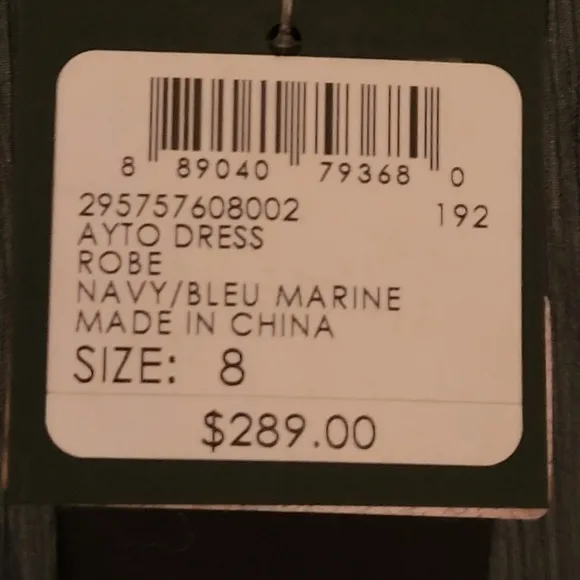 8 89040 79368 0
295757608002 192
AYTO DRESS
ROBE
NAVY/BLEU MARINE
MADE IN CHINA
SIZE: 8
$289.00